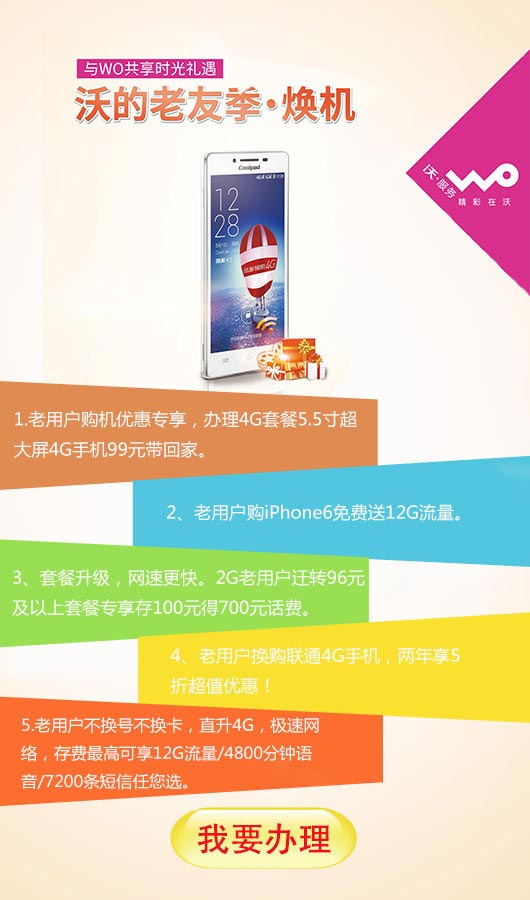 与WO共享时光礼遇
沃的老友季·焕机
沃·服务
精彩在沃
Coolpad
12
28
1.老用户购机优惠专享，办理4G套餐5.5寸超
大屏4G手机99元带回家。
2、老用户购iPhone6免费送12G流量。
3、套餐升级，网速更快。2G老用户迁转96元
及以上套餐专享存100元得700元话费。
4、老用户换购联通4G手机，两年享5
折超值优惠！
5.老用户不换号不换卡，直升4G，极速网
络，存费最高可享12G流量/4800分钟语
音/7200条短信任您选。
我要办理